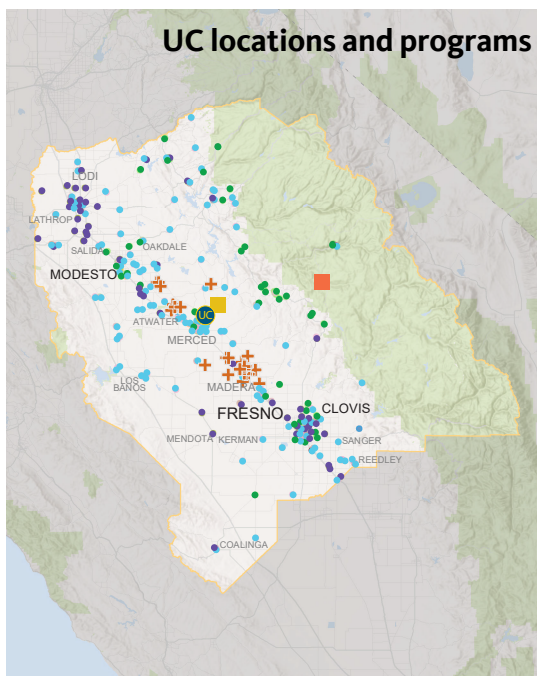 UC locations and programs
LODI
LATHROP
SALIDA
OAKDALE
MODESTO
ATWATER
UC
MERCED
LOS
BANOS
MADERA
FRESNO
CLOVIS
MENDOTA
KERMAN
SANGER
REEDLEY
COALINGA